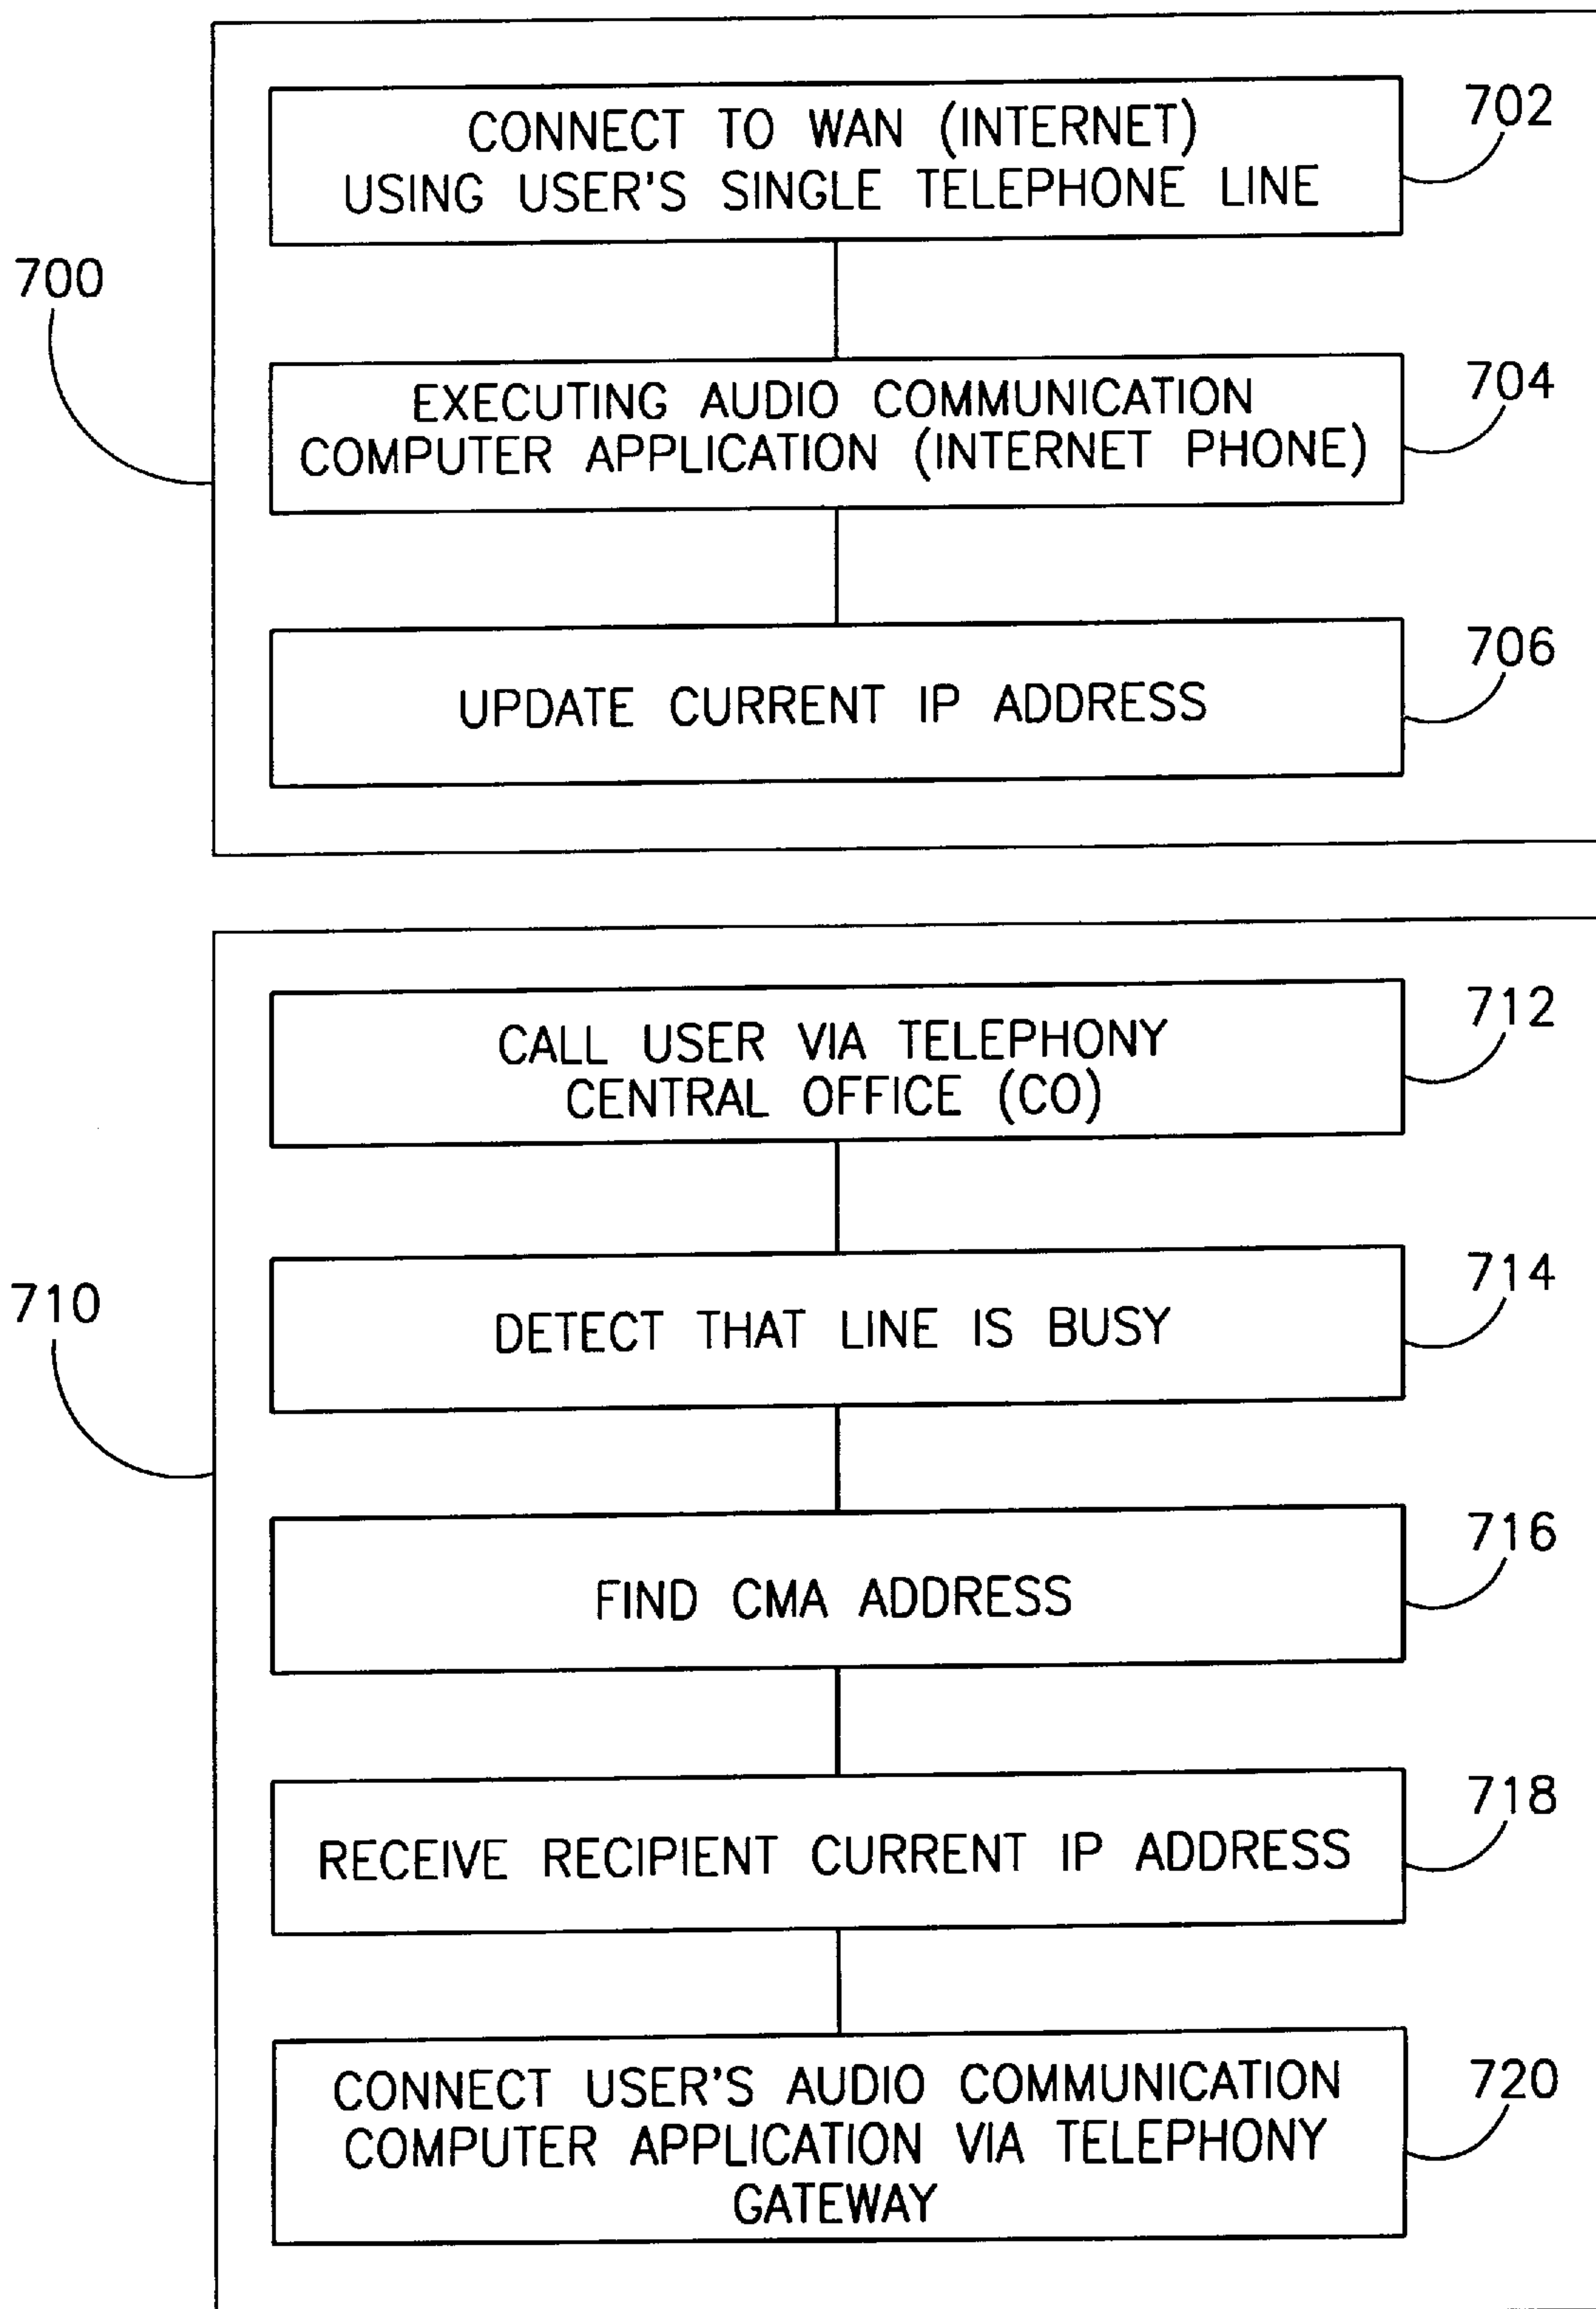 702
CONNECT TO WAN (INTERNET)
USING USER'S SINGLE TELEPHONE LINE
700
704
EXECUTING AUDIO COMMUNICATION
COMPUTER APPLICATION (INTERNET PHONE)
706
UPDATE CURRENT IP ADDRESS
712
CALL USER VIA TELEPHONY
CENTRAL OFFICE (CO)
714
710
DETECT THAT LINE IS BUSY
716
FIND CMA ADDRESS
718
RECEIVE RECIPIENT CURRENT IP ADDRESS
720
CONNECT USER'S AUDIO COMMUNICATION
COMPUTER APPLICATION VIA TELEPHONY
GATEWAY